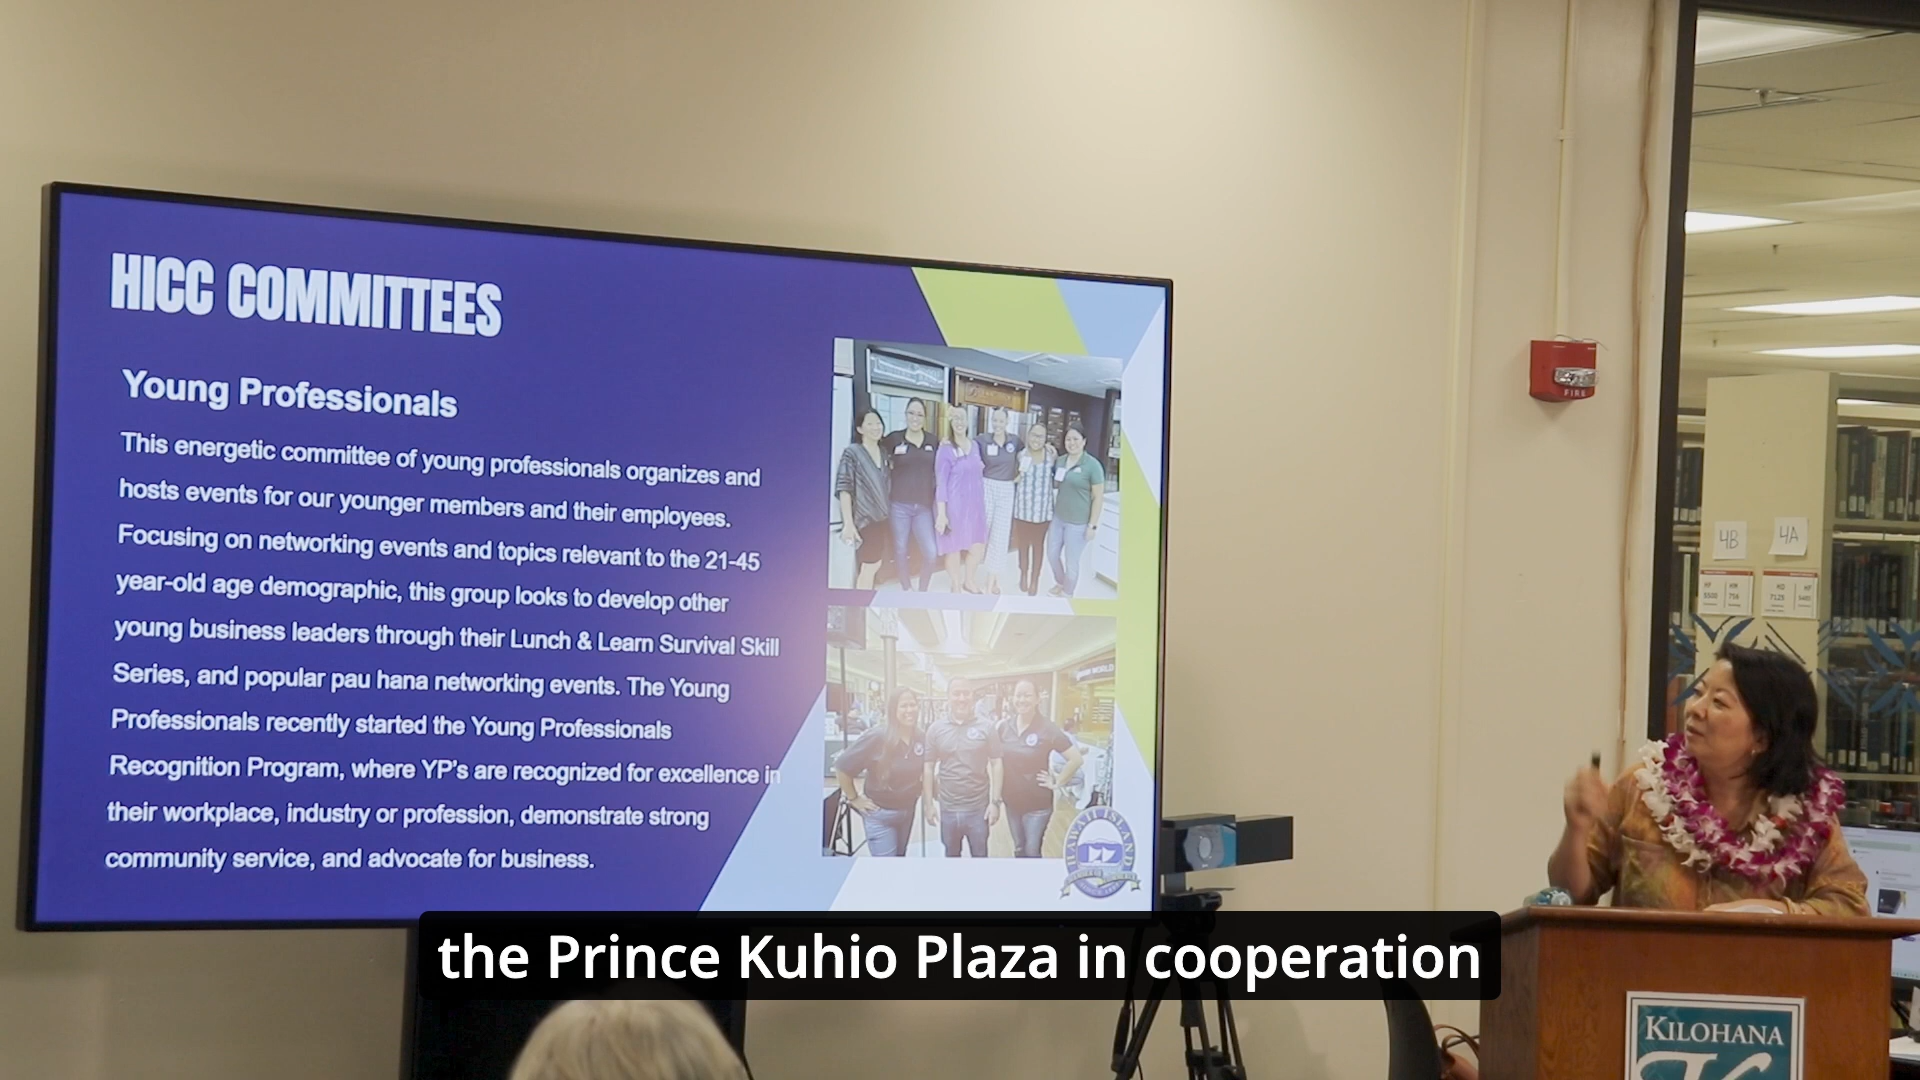 HICC COMMITTEES
Young Professionals
This energetic committee of young professionals organizes and
hosts events for our younger members and their employees.
Focusing on networking events and topics relevant to the 21-45
year-old age demographic, this group looks to develop other
young business leaders through their Lunch & Learn Survival Skill
Series, and popular pau hana networking events. The Young
Professionals recently started the Young Professionals
Recognition Program, where YP's are recognized for excellence in
their workplace, industry or profession, demonstrate strong
community service, and advocate for business.
HAWAII ISLAND
FIRE
4B
4A
the Prince Kuhio Plaza in cooperation
KILOHANA